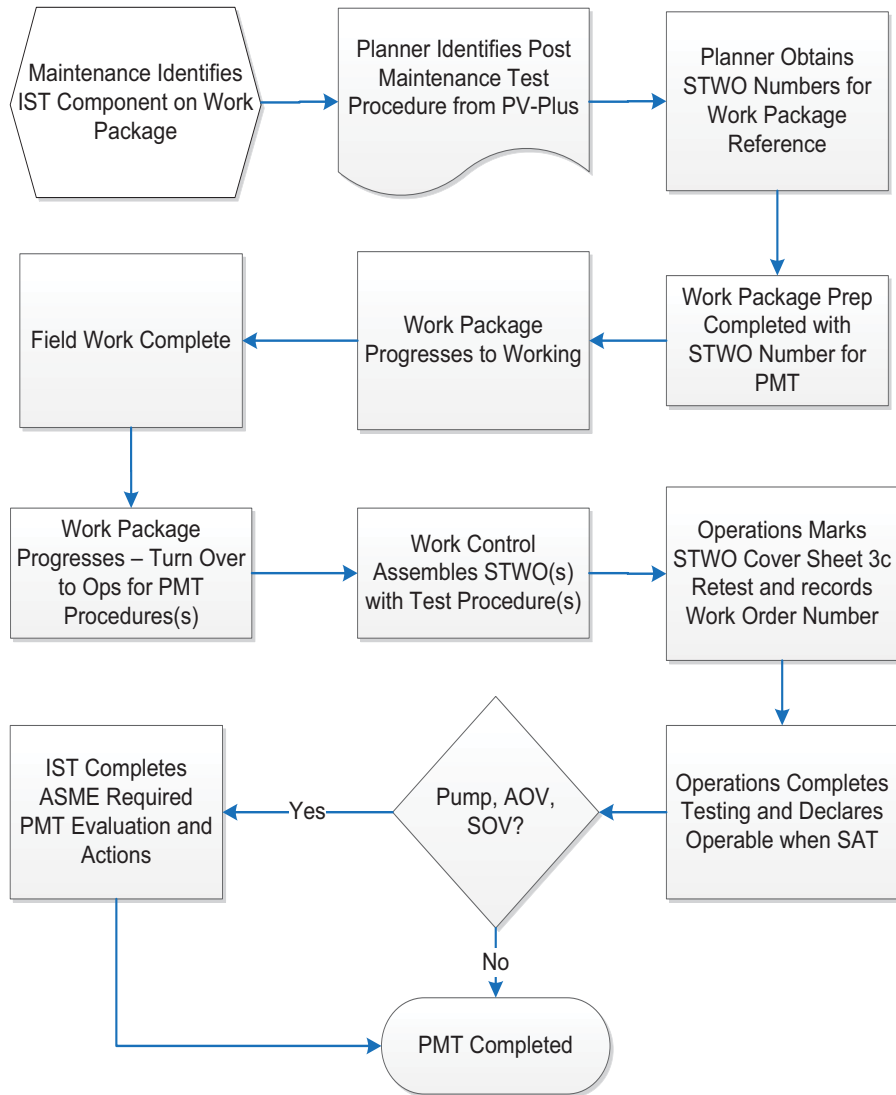 Maintenance Identifies
IST Component on Work
Package
Planner Identifies Post
Maintenance Test
Procedure from PV-Plus
Planner Obtains
STWO Numbers for
Work Package
Reference
Work Package Prep
Completed with
STWO Number for
PMT
Work Package
Progresses to Working
Field Work Complete
Work Package
Progresses – Turn Over
to Ops for PMT
Procedures(s)
Work Control
Assembles STWO(s)
with Test Procedure(s)
Operations Marks
STWO Cover Sheet 3c
Retest and records
Work Order Number
Operations Completes
Testing and Declares
Operable when SAT
Pump, AOV,
SOV?
Yes
IST Completes
ASME Required
PMT Evaluation and
Actions
No
PMT Completed